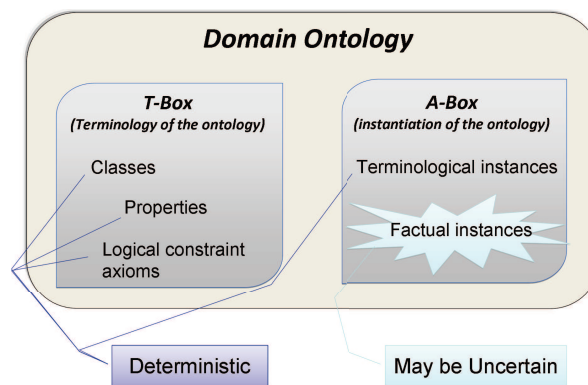 Domain Ontology
T-Box
(Terminology of the ontology)
Classes
Properties
Logical constraint
axioms
A-Box
(instantiation of the ontology)
Terminological instances
Factual instances
Deterministic
May be Uncertain